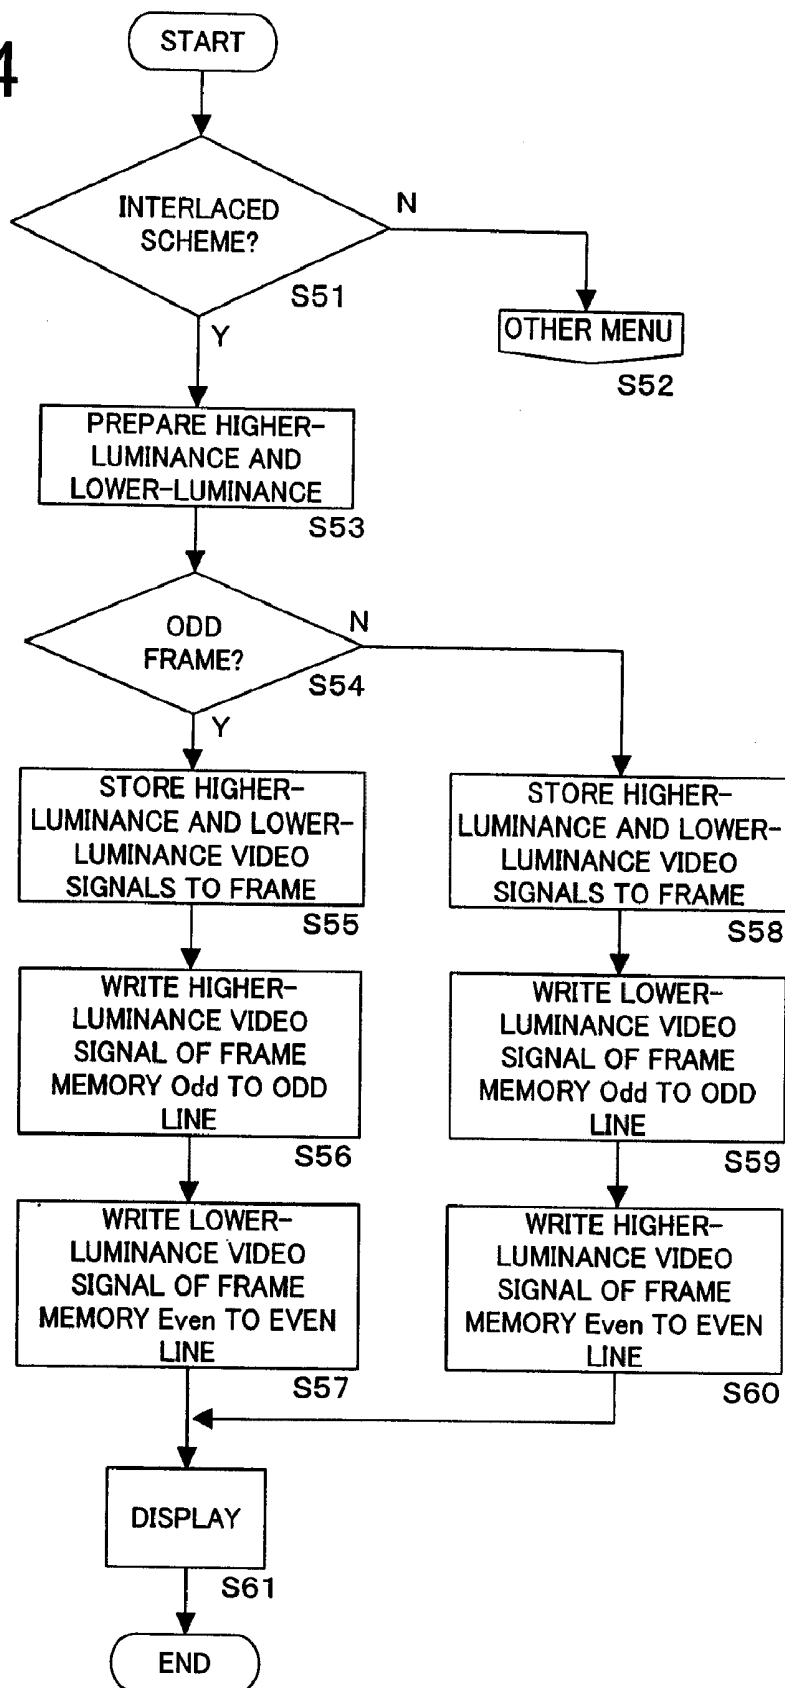 4
START
INTERLACED
SCHEME?
N
S51
Y
OTHER MENU
S52
PREPARE HIGHER-
LUMINANCE AND
LOWER-LUMINANCE
S53
ODD
FRAME?
N
S54
Y
STORE HIGHER-
LUMINANCE AND LOWER-
LUMINANCE VIDEO
SIGNALS TO FRAME
S55
WRITE HIGHER-
LUMINANCE VIDEO
SIGNAL OF FRAME
MEMORY Odd TO ODD
LINE
S56
WRITE LOWER-
LUMINANCE VIDEO
SIGNAL OF FRAME
MEMORY Even TO EVEN
LINE
S57
STORE HIGHER-
LUMINANCE AND LOWER-
LUMINANCE VIDEO
SIGNALS TO FRAME
S58
WRITE LOWER-
LUMINANCE VIDEO
SIGNAL OF FRAME
MEMORY Odd TO ODD
LINE
S59
WRITE HIGHER-
LUMINANCE VIDEO
SIGNAL OF FRAME
MEMORY Even TO EVEN
LINE
S60
DISPLAY
S61
END